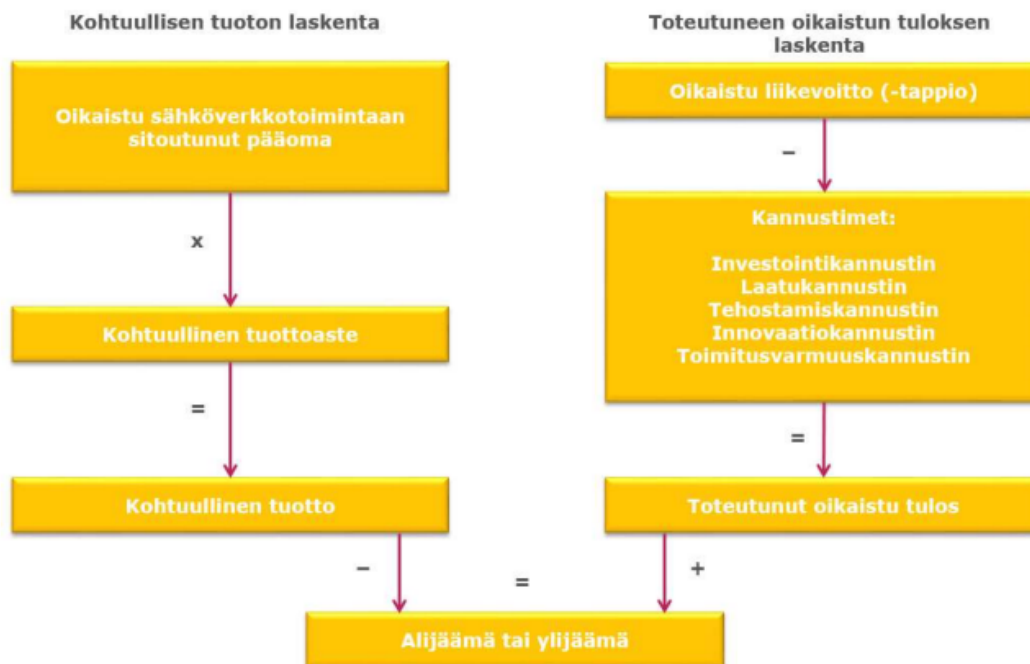 Kohtuullisen tuoton laskenta
Oikaistu sähköverkkotoimintaan
sitoutunut pääoma
x
Kohtuullinen tuottoaste
=
Kohtuullinen tuotto
–
Toteutuneen oikaistun tuloksen
laskenta
Oikaistu liikevoitto (-tappio)
–
Kannustimet:
Investointikannustin
Laatukannustin
Tehostamiskannustin
Innovaatiokannustin
Toimitusvarmuuskannustin
=
Toteutunut oikaistu tulos
+
=
Alijäämä tai ylijäämä